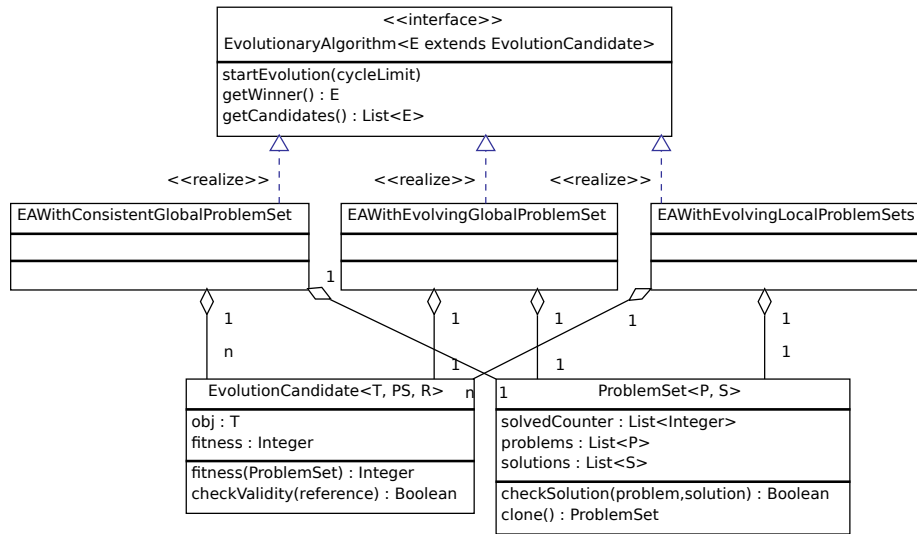 <<interface>>
EvolutionaryAlgorithm<E extends EvolutionCandidate>
startEvolution(cycleLimit)
getWinner() : E
getCandidates() : List<E>
<<realize>>
<<realize>>
<<realize>>
EAWithConsistentGlobalProblemSet
EAWithEvolvingGlobalProblemSet
EAWithEvolvingLocalProblemSets
1
1
1
1
1
1
n
1
1
1
EvolutionCandidate<T, PS, R>
n
1
ProblemSet<P, S>
obj : T
fitness : Integer
fitness(ProblemSet) : Integer
checkValidity(reference) : Boolean
solvedCounter : List<Integer>
problems : List<P>
solutions : List<S>
checkSolution(problem,solution) : Boolean
clone() : ProblemSet